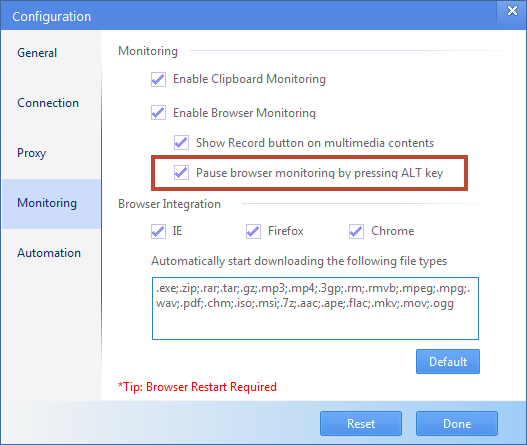 Configuration
General
Connection
Proxy
Monitoring
Automation
Monitoring
Enable Clipboard Monitoring
Enable Browser Monitoring
Show Record button on multimedia contents
Pause browser monitoring by pressing ALT key
Browser Integration
IE Firefox Chrome
Automatically start downloading the following file types
.exe;.zip;.rar;.tar;.gz;.mp3;.mp4;.3gp;.rm;.rmvb;.mpeg;.mpg;.
wav;.pdf;.chm;.iso;.msi;.7z;.aac;.ape;.flac;.mkv;.mov;.ogg
Default
*Tip: Browser Restart Required
Reset Done